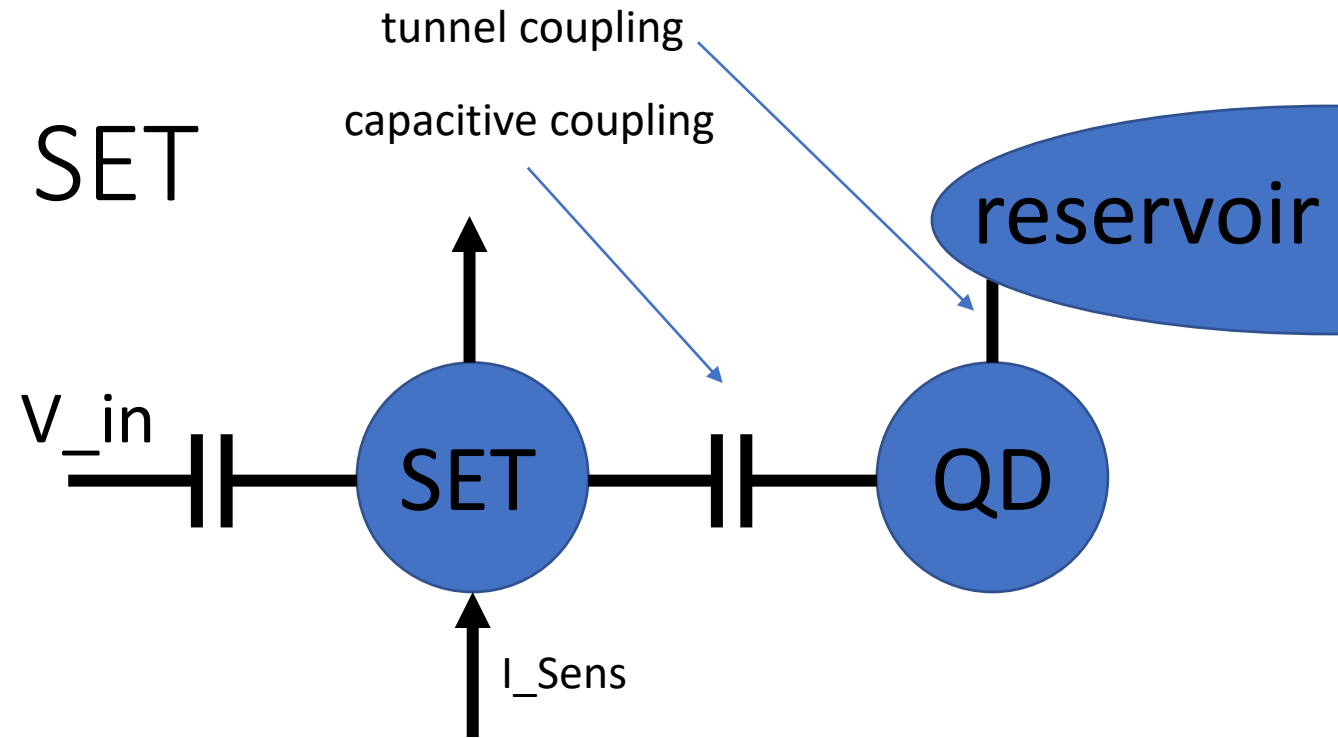 tunnel coupling
capacitive coupling
SET
reservoir
V_in
SET
QD
I_Sens